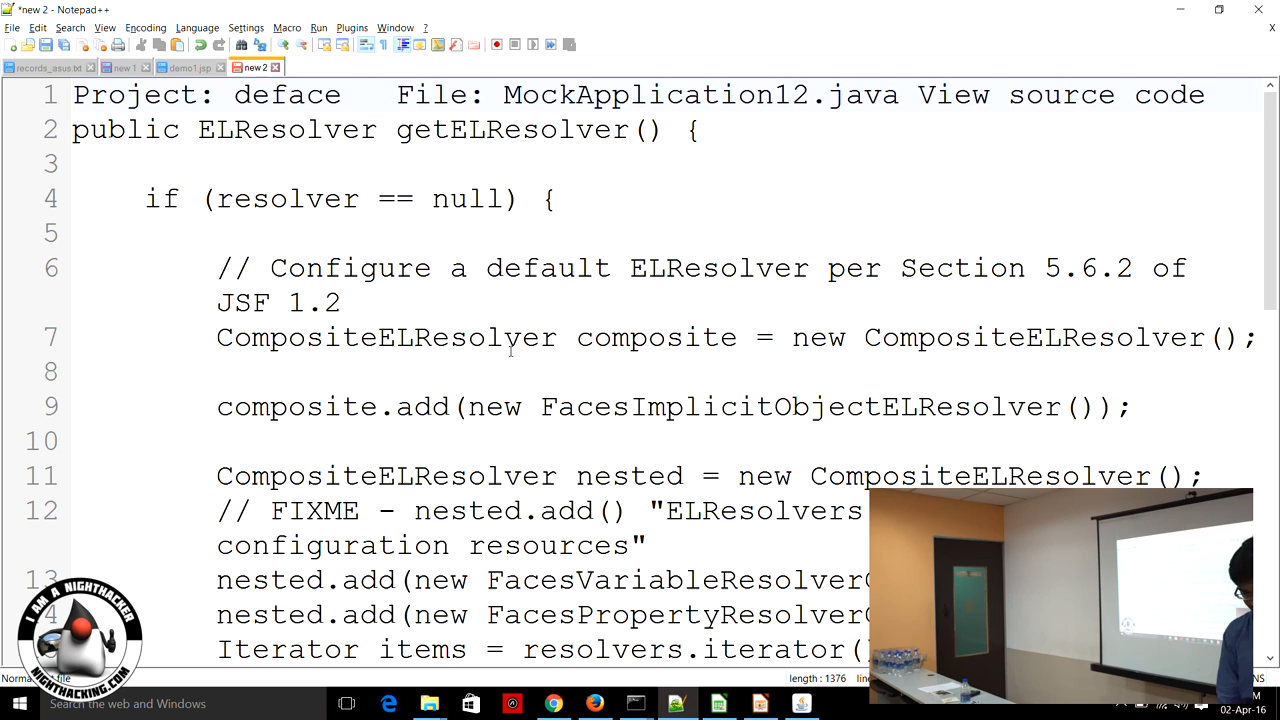 *new 2 - Notepad++
File Edit Search View Encoding Language Settings Macro Run Plugins Window ?
X
records_asus.txt new 1 demo1.jsp new 2
1 Project: deface File: MockApplication12.java View source code
2 public ELResolver getELResolver() {
3
4 if (resolver == null) {
5
6 // Configure a default ELResolver per Section 5.6.2 of
JSF 1.2
7 CompositeELResolver composite = new CompositeELResolver();
8
9 composite.add(new FacesImplicitObjectELResolver());
10
11 CompositeELResolver nested = new CompositeELResolver();
12 // FIXME - nested.add() "ELResolvers
configuration resources"
13 nested.add(new FacesVariableResolver
nested.add(new FacesPropertyResolver
Iterator items = resolvers.iterator(
I AM A NIGHTHACKER
NIGHTHACKING.COM
length : 1376
Search the web and Windows
02-Apr-16